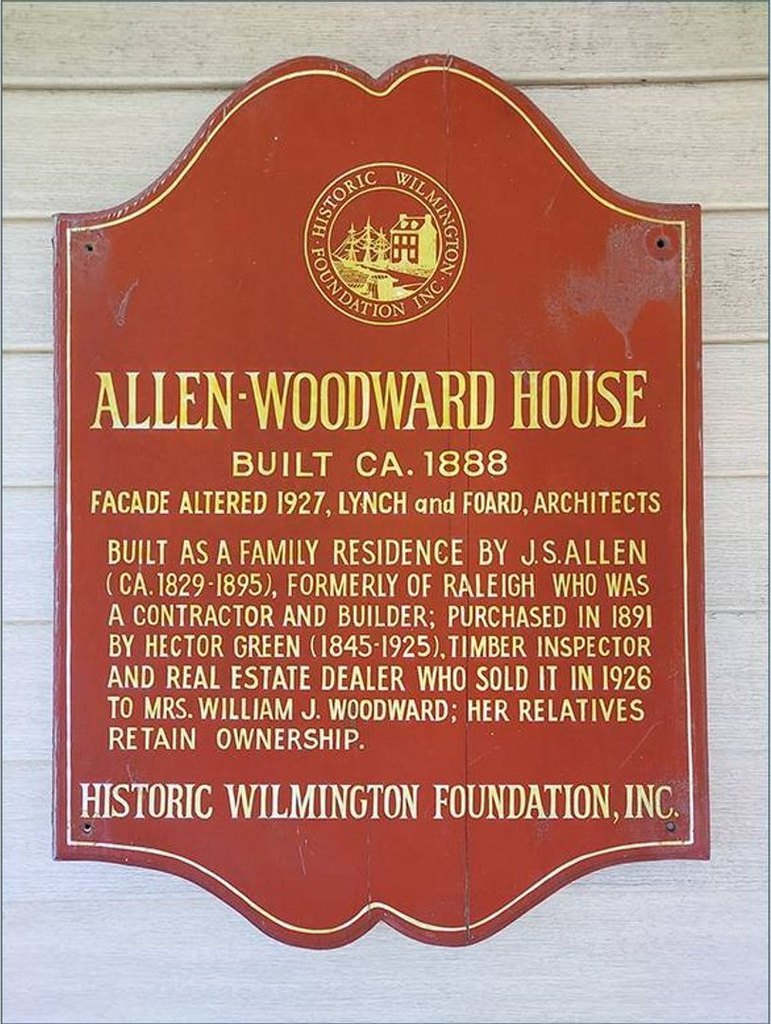 HISTORIC WILMINGTON
FOUNDATION INC.
ALLEN-WOODWARD HOUSE
BUILT CA. 1888
FACADE ALTERED 1927, LYNCH and FOARD, ARCHITECTS
BUILT AS A FAMILY RESIDENCE BY J.S. ALLEN
(CA. 1829-1895), FORMERLY OF RALEIGH WHO WAS
A CONTRACTOR AND BUILDER; PURCHASED IN 1891
BY HECTOR GREEN (1845-1925), TIMBER INSPECTOR
AND REAL ESTATE DEALER WHO SOLD IT IN 1926
TO MRS. WILLIAM J. WOODWARD; HER RELATIVES
RETAIN OWNERSHIP.
HISTORIC WILMINGTON FOUNDATION, INC.